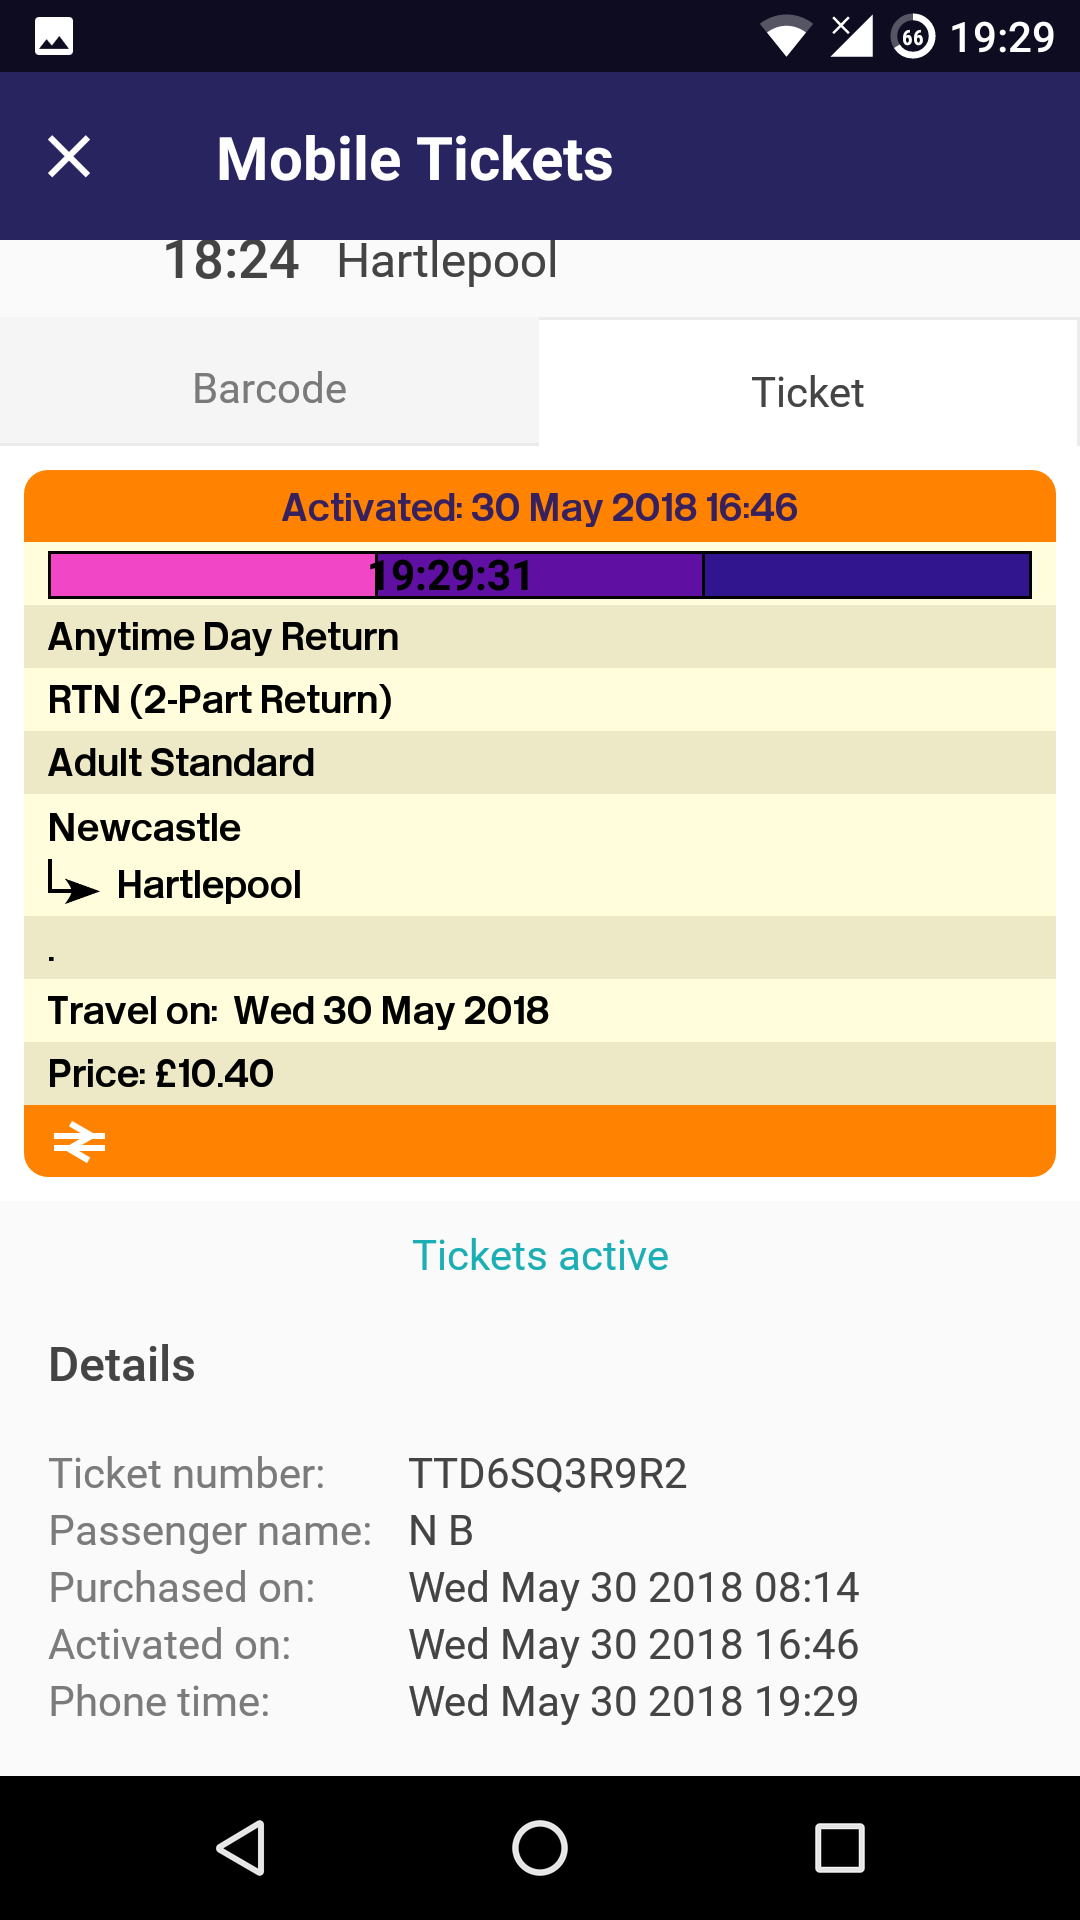 66 19:29
Mobile Tickets
18:24 Hartlepool
Barcode Ticket
Activated: 30 May 2018 16:46
19:29:31
Anytime Day Return
RTN (2-Part Return)
Adult Standard
Newcastle
Hartlepool
.
Travel on: Wed 30 May 2018
Price: £10.40
Tickets active
Details
Ticket number: TTD6SQ3R9R2
Passenger name: N B
Purchased on: Wed May 30 2018 08:14
Activated on: Wed May 30 2018 16:46
Phone time: Wed May 30 2018 19:29